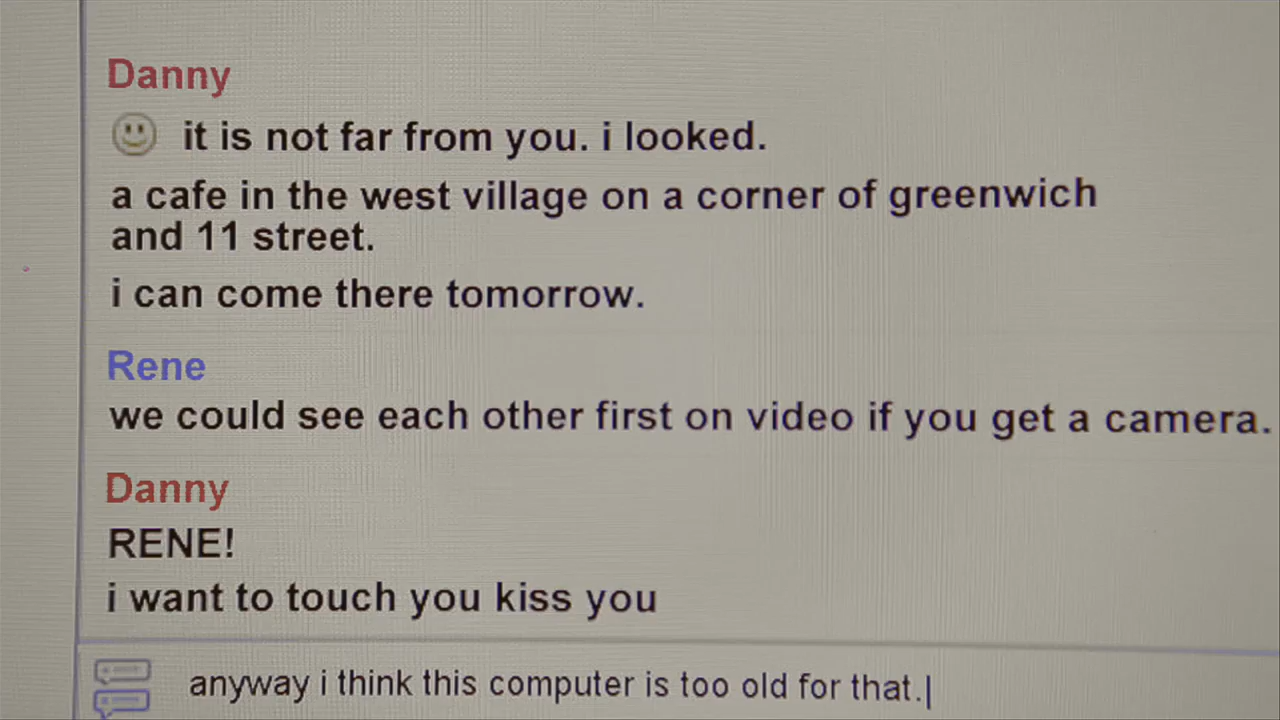 Danny
it is not far from you. i looked.
a cafe in the west village on a corner of greenwich
and 11 street.
i can come there tomorrow.
Rene
we could see each other first on video if you get a camera.
Danny
RENE!
i want to touch you kiss you
anyway i think this computer is too old for that.